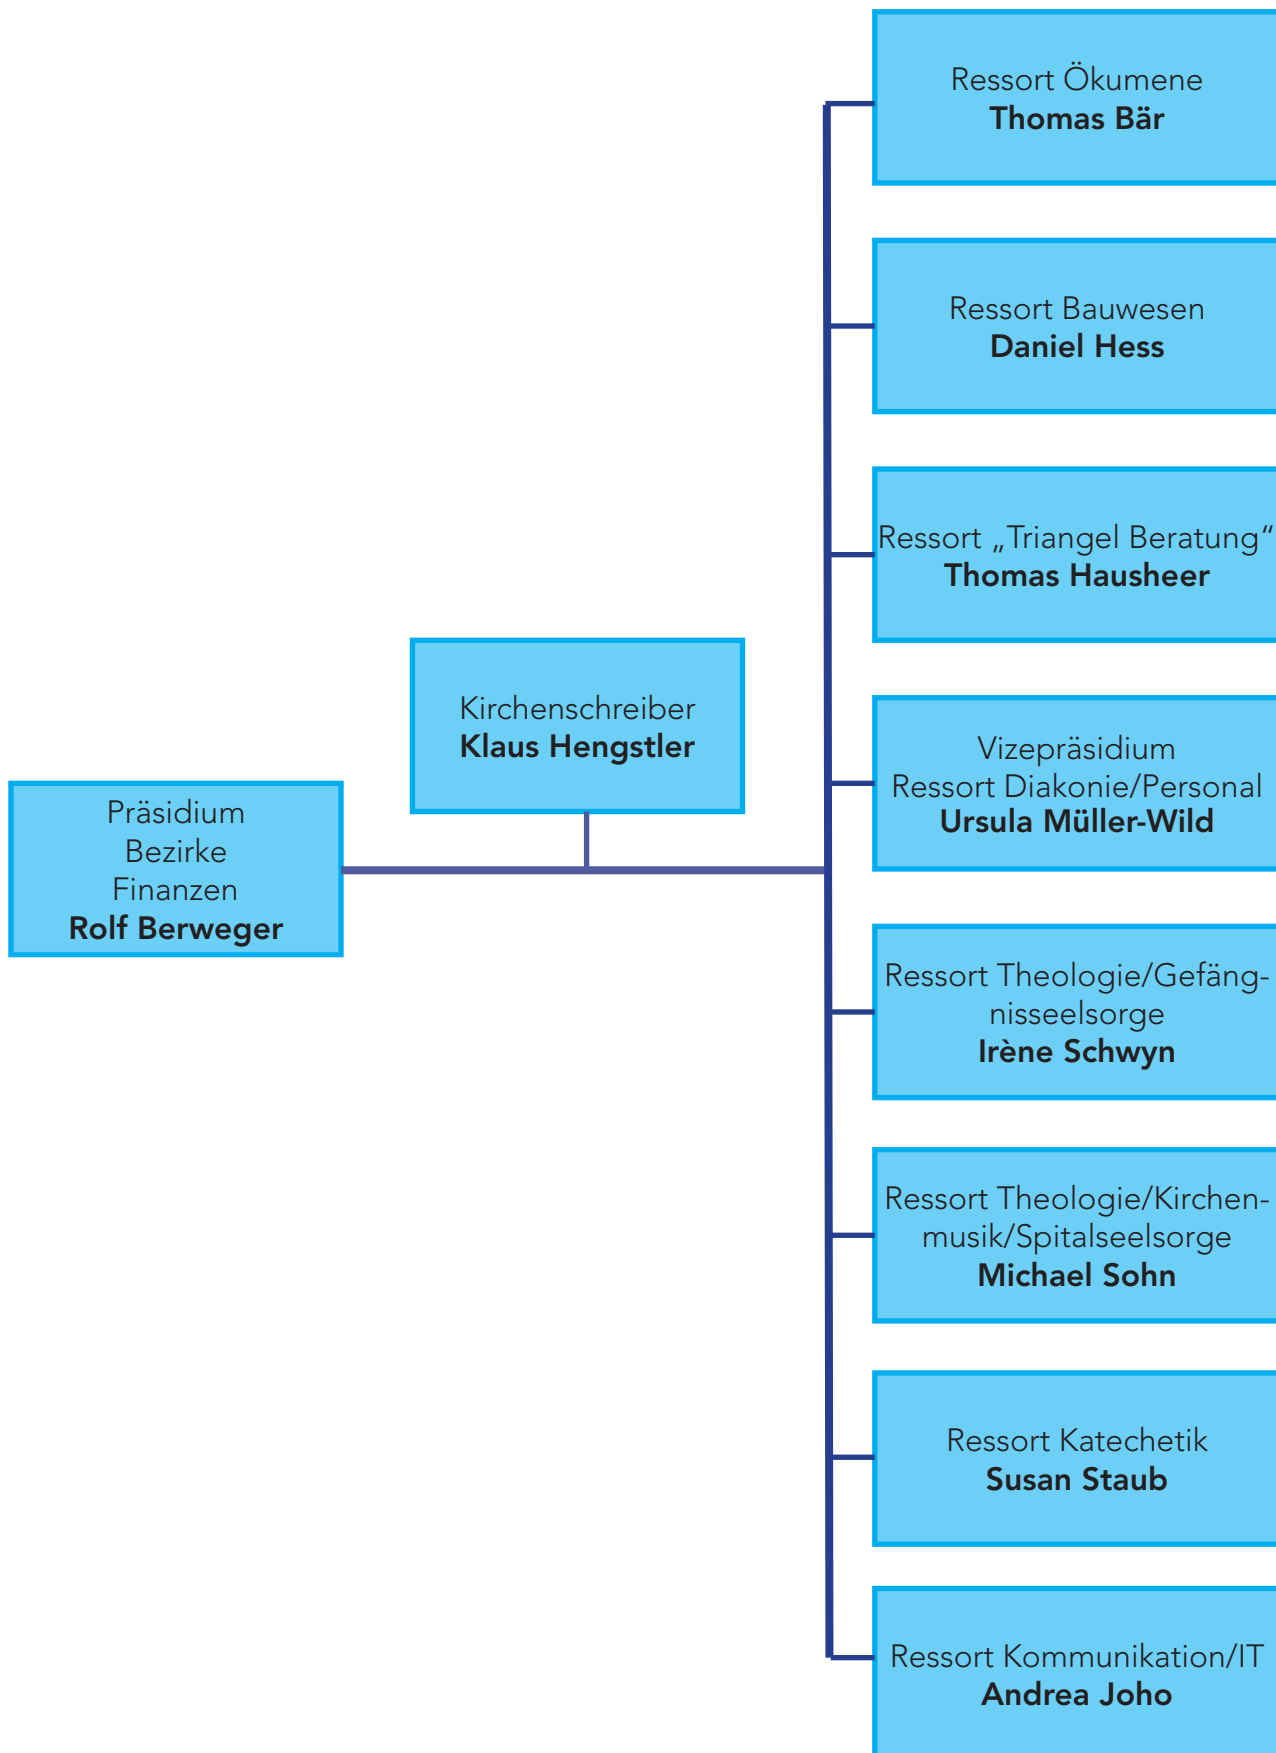 Ressort Ökumene
Thomas Bär
Ressort Bauwesen
Daniel Hess
Ressort „Triangel Beratung“
Thomas Hausheer
Kirchenschreiber
Klaus Hengstler
Vizepräsidium
Ressort Diakonie/Personal
Ursula Müller-Wild
Präsidium
Bezirke
Finanzen
Rolf Berweger
Ressort Theologie/Gefäng-
nisseelsorge
Irène Schwyn
Ressort Theologie/Kirchen-
musik/Spitalseelsorge
Michael Sohn
Ressort Katechetik
Susan Staub
Ressort Kommunikation/IT
Andrea Joho